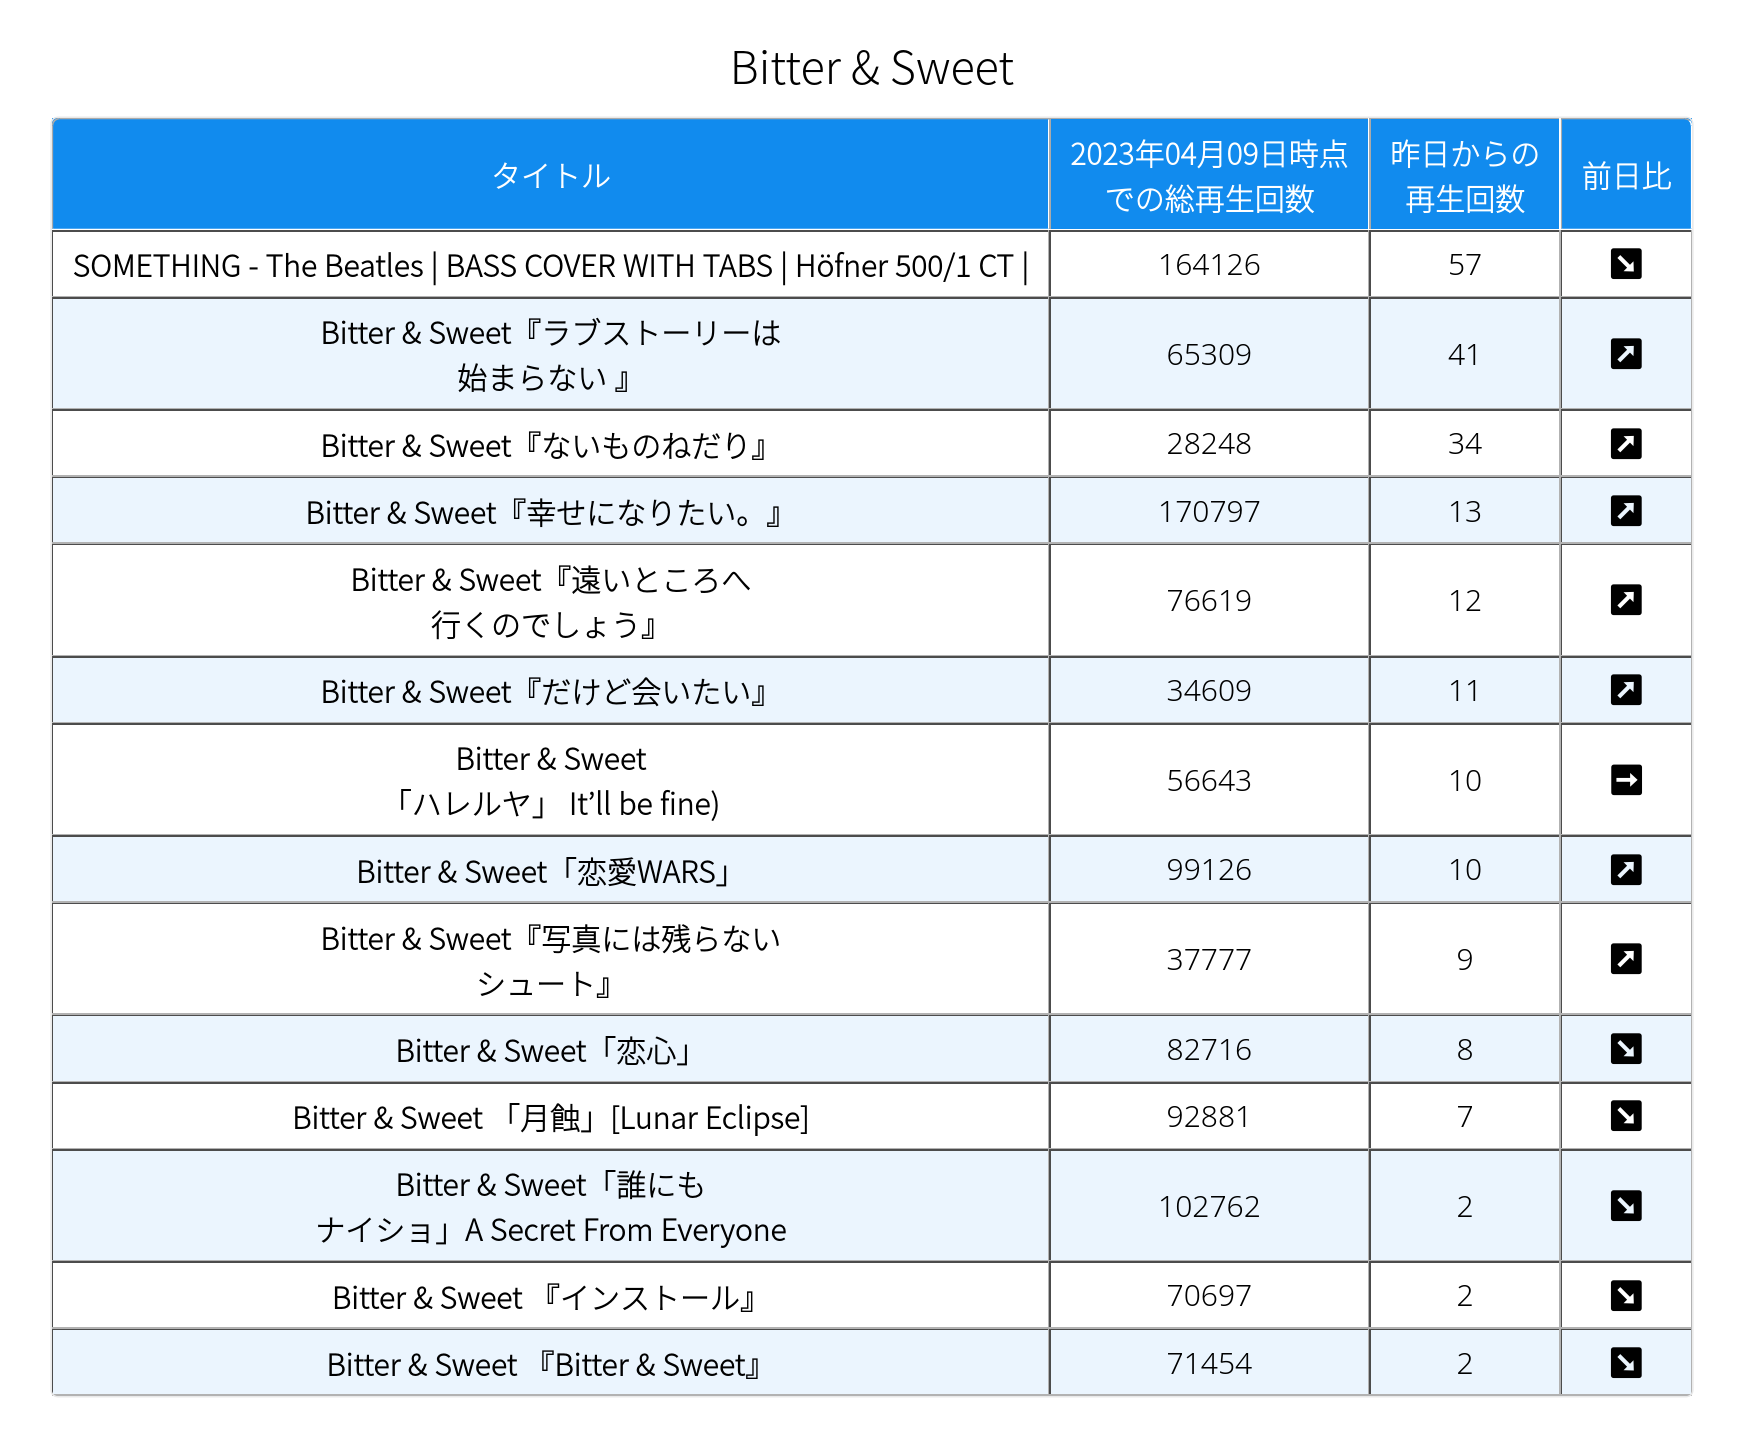 Bitter & Sweet
タイトル
2023年04月09日時点
での総再生回数
昨日からの
再生回数
前日比
SOMETHING - The Beatles | BASS COVER WITH TABS | Höfner 500/1 CT |
164126
57
Bitter & Sweet『ラブストーリーは
始まらない 』
65309
41
Bitter & Sweet『ないものねだり』
28248
34
Bitter & Sweet『幸せになりたい。』
170797
13
Bitter & Sweet『遠いところへ
行くのでしょう』
76619
12
Bitter & Sweet『だけど会いたい』
34609
11
Bitter & Sweet
「ハレルヤ」 It’ll be fine)
56643
10
Bitter & Sweet「恋愛WARS」
99126
10
Bitter & Sweet『写真には残らない
シュート』
37777
9
Bitter & Sweet「恋心」
82716
8
Bitter & Sweet 「月蝕」[Lunar Eclipse]
92881
7
Bitter & Sweet「誰にも
ナイショ」A Secret From Everyone
102762
2
Bitter & Sweet 『インストール』
70697
2
Bitter & Sweet 『Bitter & Sweet』
71454
2